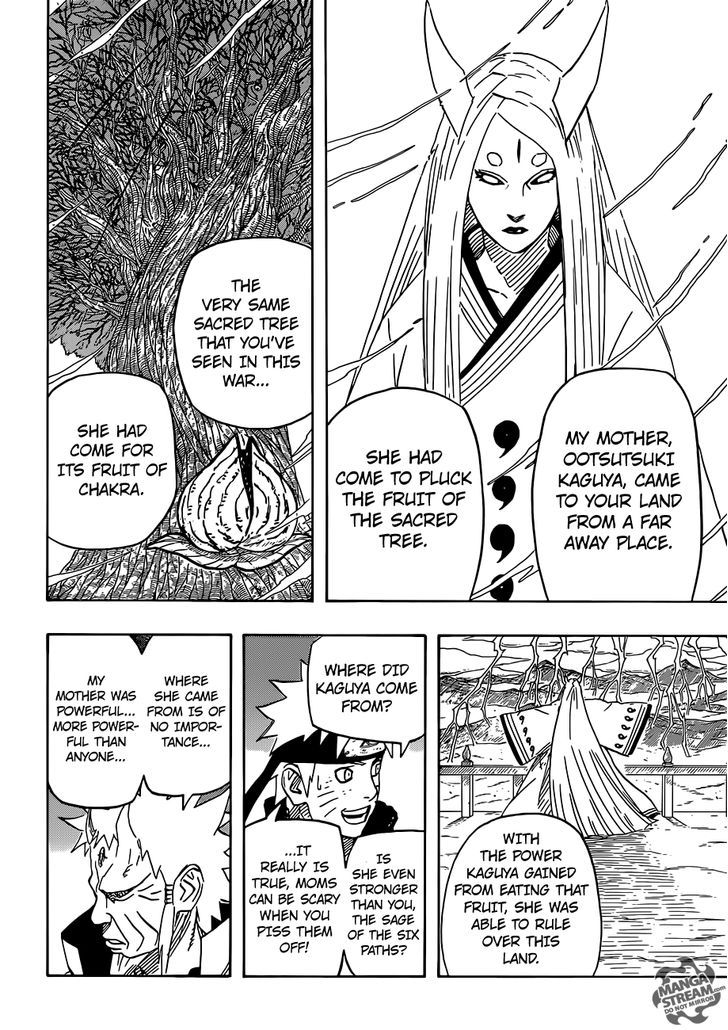 MY MOTHER,
OOTSUTSUKI
KAGUYA, CAME
TO YOUR LAND
FROM A FAR
AWAY PLACE.
SHE HAD
COME TO PLUCK
THE FRUIT OF
THE SACRED
TREE.
THE
VERY SAME
SACRED TREE
THAT YOU'VE
SEEN IN THIS
WAR...
SHE HAD
COME FOR
ITS FRUIT OF
CHAKRA.
WITH
THE POWER
KAGUYA GAINED
FROM EATING THAT
FRUIT, SHE WAS
ABLE TO RULE
OVER THIS
LAND.
WHERE DID
KAGUYA COME
FROM?
IS
SHE EVEN
STRONGER
THAN YOU,
THE SAGE
OF THE SIX
PATHS?
...IT
REALLY IS
TRUE, MOMS
CAN BE SCARY
WHEN YOU
PISS THEM
OFF!
WHERE
SHE CAME
FROM IS OF
NO IMPOR-
TANCE...
MY
MOTHER WAS
POWERFUL...
MORE POWER-
FUL THAN
ANYONE...
MANGA
STREAM.com
DO NOT MIRROR